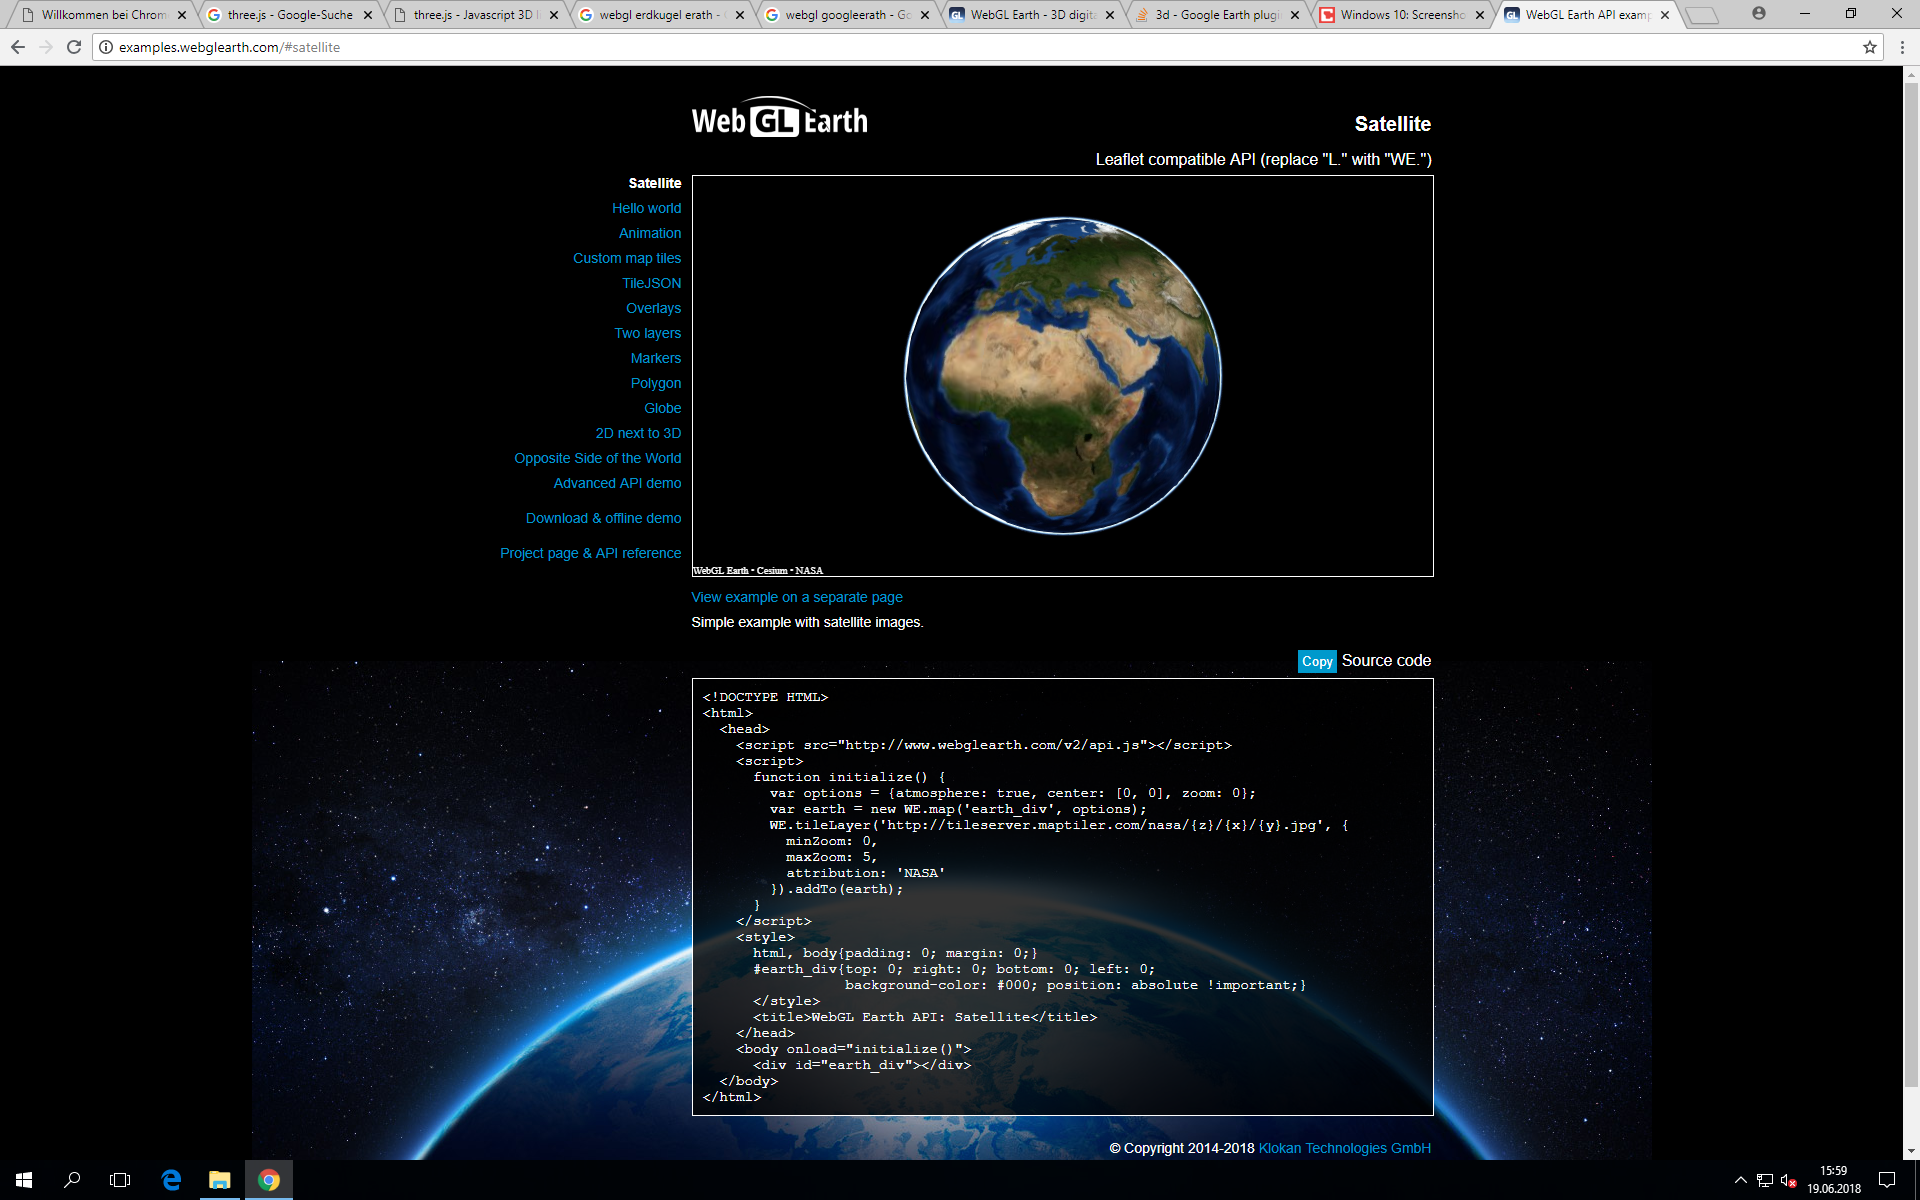 Willkommen bei Chrom
three.js - Google-Suche
three.js - Javascript 3D l
webgl erdkugel erath -
webgl googleerath - Go
WebGL Earth - 3D digita
3d - Google Earth plugi
Windows 10: Screensho
WebGL Earth API examp
examples.webglearth.com/#satellite
Web GL Earth
Satellite
Leaflet compatible API (replace "L." with "WE.")
Satellite
Hello world
Animation
Custom map tiles
TileJSON
Overlays
Two layers
Markers
Polygon
Globe
2D next to 3D
Opposite Side of the World
Advanced API demo
Download & offline demo
Project page & API reference
WebGL Earth • Cesium • NASA
View example on a separate page
Simple example with satellite images.
Copy Source code
<!DOCTYPE HTML>
<html>
  <head>
    <script src="http://www.webglearth.com/v2/api.js"></script>
    <script>
      function initialize() {
        var options = {atmosphere: true, center: [0, 0], zoom: 0};
        var earth = new WE.map('earth_div', options);
        WE.tileLayer('http://tileserver.maptiler.com/nasa/{z}/{x}/{y}.jpg', {
          minZoom: 0,
          maxZoom: 5,
          attribution: 'NASA'
        }).addTo(earth);
      }
    </script>
    <style>
      html, body{padding: 0; margin: 0;}
      #earth_div{top: 0; right: 0; bottom: 0; left: 0;
                 background-color: #000; position: absolute !important;}
      </style>
      <title>WebGL Earth API: Satellite</title>
    </head>
    <body onload="initialize()">
      <div id="earth_div"></div>
  </body>
</html>
© Copyright 2014-2018 Klokan Technologies GmbH
15:59
19.06.2018